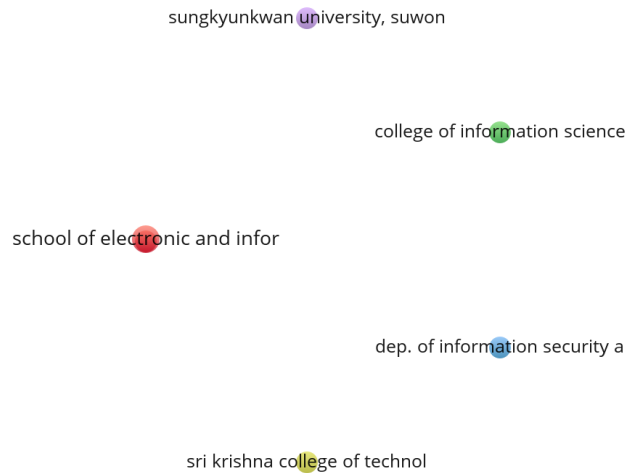 sungkyunkwan university, suwon
college of information science
school of electronic and infor
dep. of information security a
sri krishna college of technol